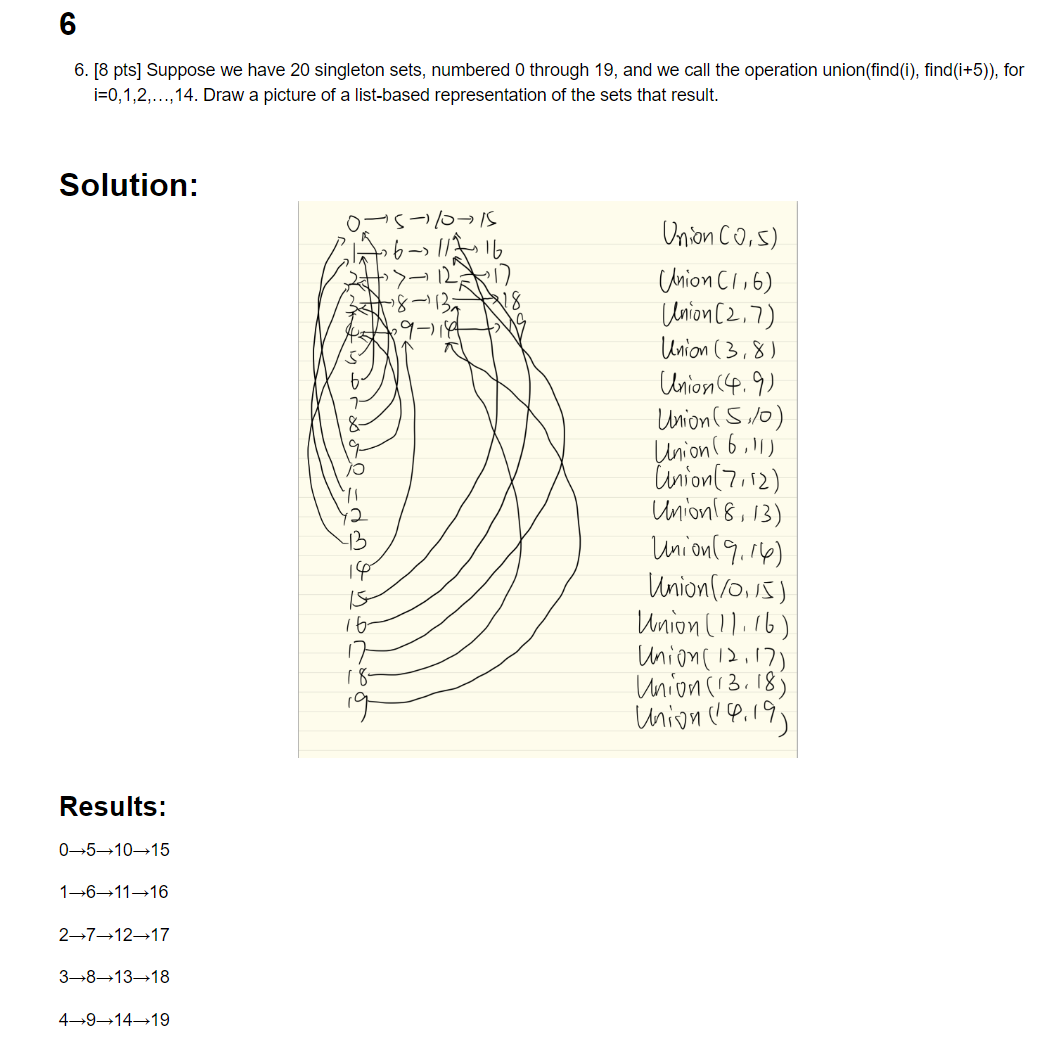 6
6. [8 pts] Suppose we have 20 singleton sets, numbered 0 through 19, and we call the operation union(find(i), find(i+5)), for
i=0,1,2,…,14. Draw a picture of a list-based representation of the sets that result.
Solution:
0→5→10→15
1→6→11→16
2→7→12→17
3→8→13→18
4→9→14→19
5
6
7
8
9
10
11
12
13
14
15
16
17
18
19
Union(0,5)
Union(1,6)
Union(2,7)
Union(3,8)
Union(4,9)
Union(5,10)
Union(6,11)
Union(7,12)
Union(8,13)
Union(9,14)
Union(10,15)
Union(11,16)
Union(12,17)
Union(13,18)
Union(14,19)
Results:
0→5→10→15
1→6→11→16
2→7→12→17
3→8→13→18
4→9→14→19